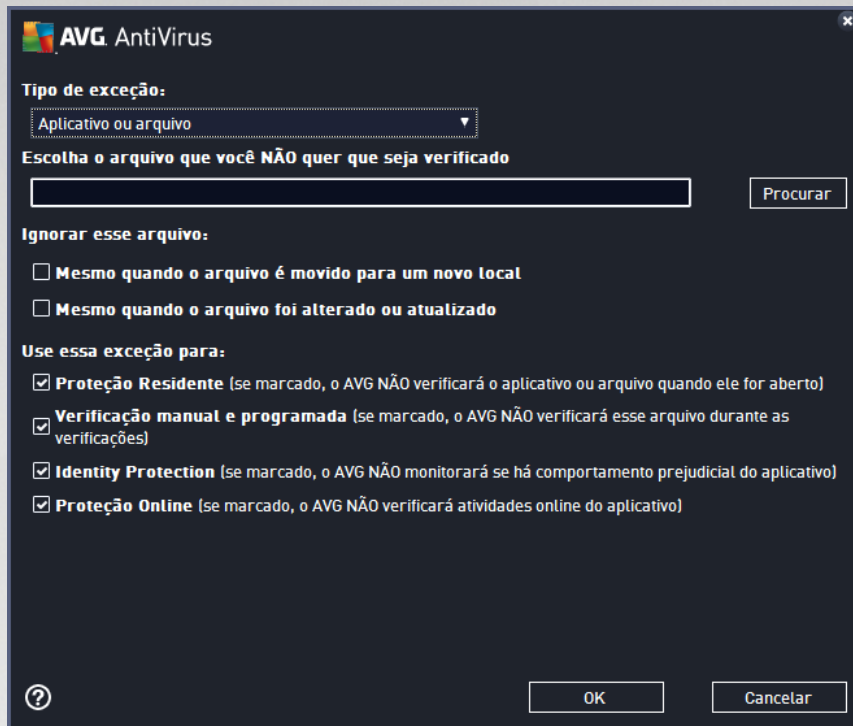 AVG. AntiVirus
Tipo de exceção:
Aplicativo ou arquivo
Escolha o arquivo que você NÃO quer que seja verificado
Procurar
Ignorar esse arquivo:
Mesmo quando o arquivo é movido para um novo local
Mesmo quando o arquivo foi alterado ou atualizado
Use essa exceção para:
Proteção Residente (se marcado, o AVG NÃO verificará o aplicativo ou arquivo quando ele for aberto)
Verificação manual e programada (se marcado, o AVG NÃO verificará esse arquivo durante as
verificações)
Identity Protection (se marcado, o AVG NÃO monitorará se há comportamento prejudicial do aplicativo)
Proteção Online (se marcado, o AVG NÃO verificará atividades online do aplicativo)
OK
Cancelar